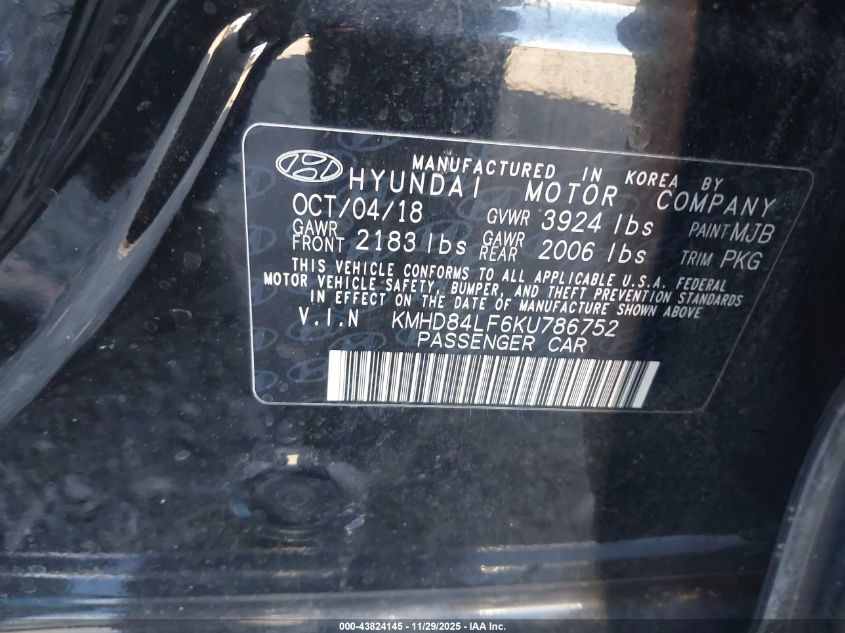 MANUFACTURED IN KOREA BY
HYUNDAI MOTOR COMPANY
OCT/04/18 GVWR 3924 lbs PAINT MJB
GAWR FRONT 2183 lbs GAWR REAR 2006 lbs TRIM PKG
THIS VEHICLE CONFORMS TO ALL APPLICABLE U.S.A. FEDERAL
MOTOR VEHICLE SAFETY, BUMPER, AND THEFT PREVENTION STANDARDS
IN EFFECT ON THE DATE OF MANUFACTURE SHOWN ABOVE
V.I.N KMHD84LF6KU786752
PASSENGER CAR
000-43824145 - 11/29/2025 - IAA Inc.